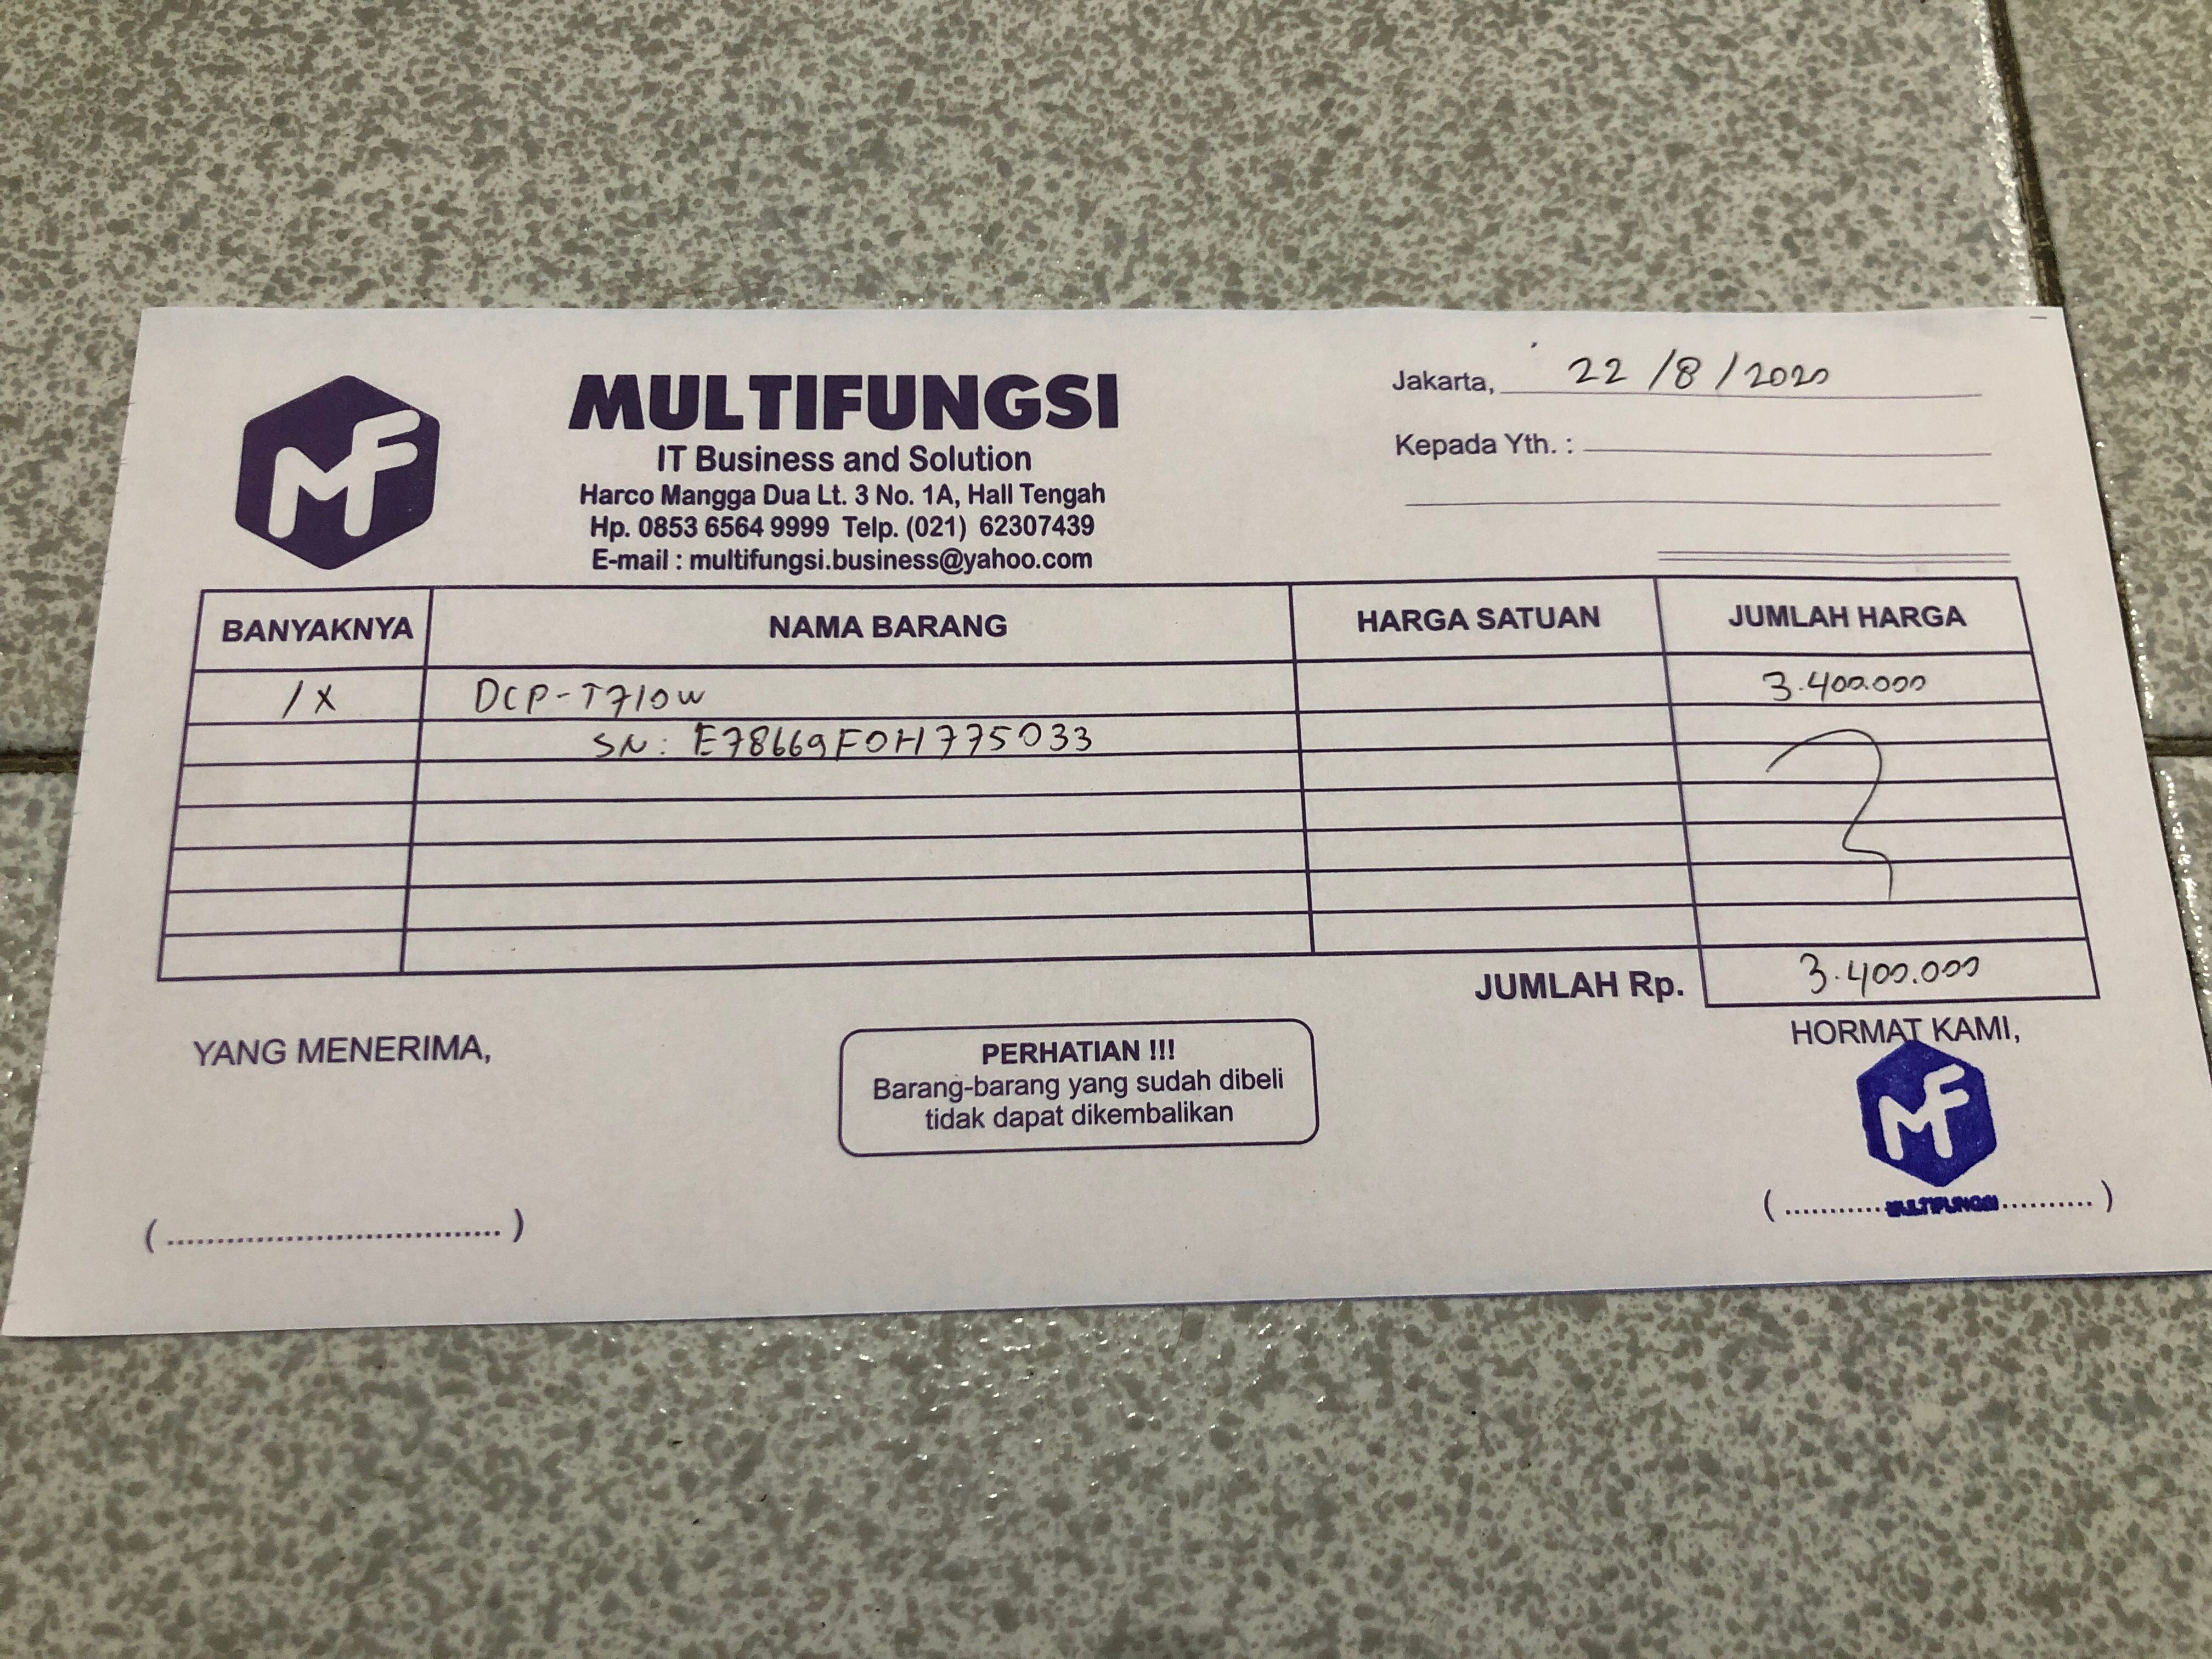 MF
MULTIFUNGSI
IT Business and Solution
Harco Mangga Dua Lt. 3 No. 1A, Hall Tengah
Hp. 0853 6564 9999 Telp. (021) 62307439
E-mail : multifungsi.business@yahoo.com
Jakarta, 22/8/2020
Kepada Yth. :
BANYAKNYA NAMA BARANG HARGA SATUAN JUMLAH HARGA
1X DCP-T710W 3.400.000
SN: E78669F0H775033
JUMLAH Rp. 3.400.000
YANG MENERIMA,
PERHATIAN !!!
Barang-barang yang sudah dibeli
tidak dapat dikembalikan
HORMAT KAMI,
MF
(..................................)
(...........MULTIFUNGSI...........)